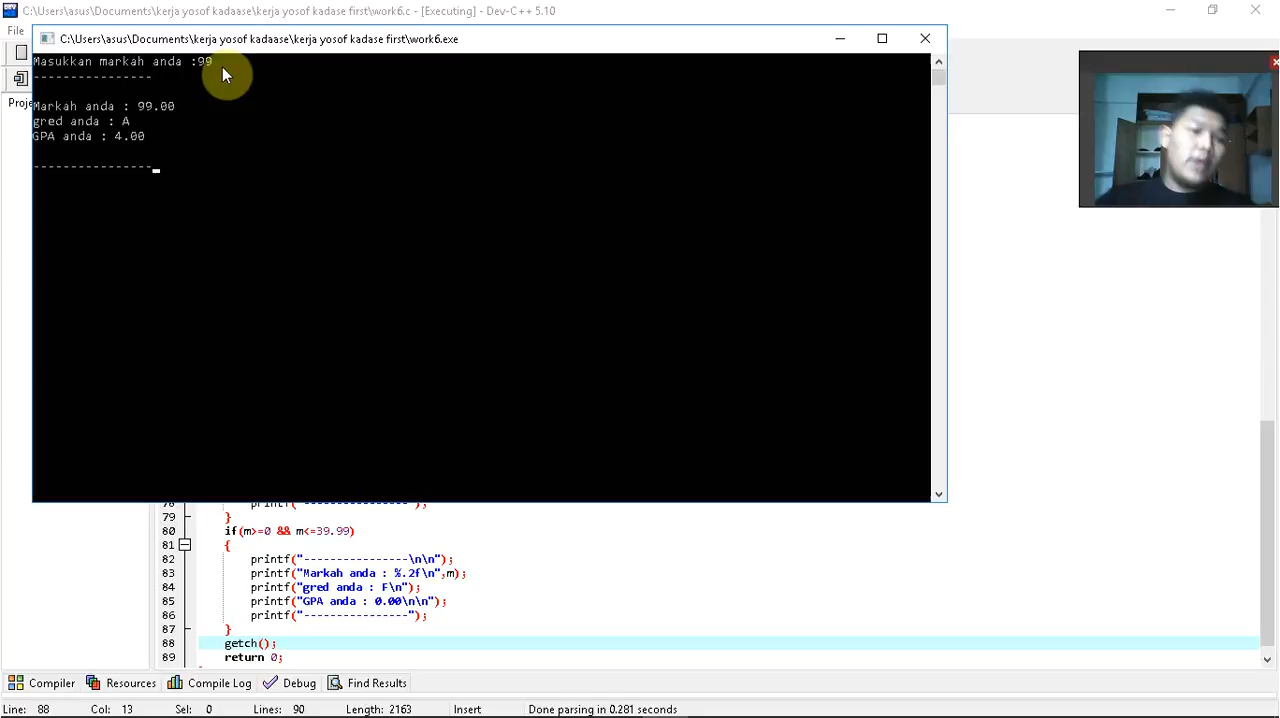 C:\Users\asus\Documents\kerja yosof kadaase\kerja yosof kadase first\work6.c - [Executing] - Dev-C++ 5.10
File
C:\Users\asus\Documents\kerja yosof kadaase\kerja yosof kadase first\work6.exe
Masukkan markah anda :99
----------------
Proje
Markah anda : 99.00
gred anda : A
GPA anda : 4.00
----------------
79 }
80 if(m>=0 && m<=39.99)
81 {
82 printf("----------------\n\n");
83 printf("Markah anda : %.2f\n",m);
84 printf("gred anda : F\n");
85 printf("GPA anda : 0.00\n\n");
86 printf("----------------");
87 }
88 getch();
89 return 0;
Compiler Resources Compile Log Debug Find Results
Line: 88 Col: 13 Sel: 0 Lines: 90 Length: 2163 Insert Done parsing in 0.281 seconds